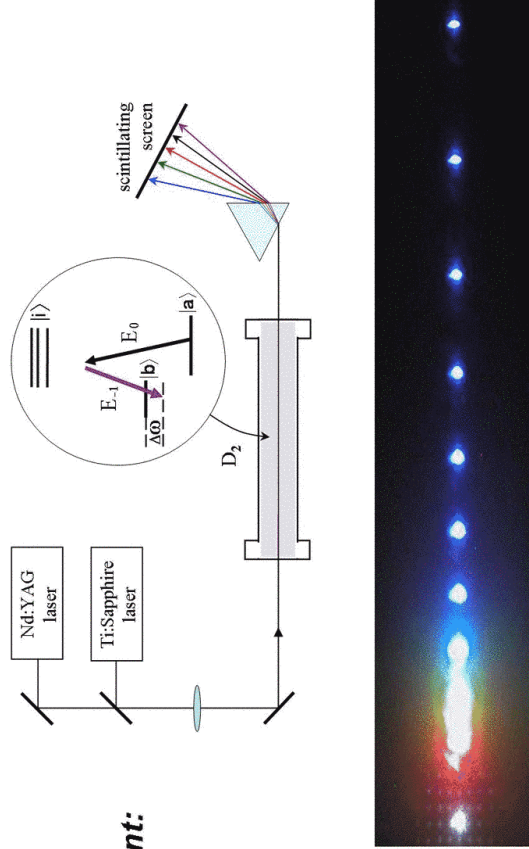 nt:
Nd:YAG
laser
Ti:Sapphire
laser
|i⟩
E₀
|a⟩
E₋₁
|b⟩
Δω
D₂
scintillating
screen